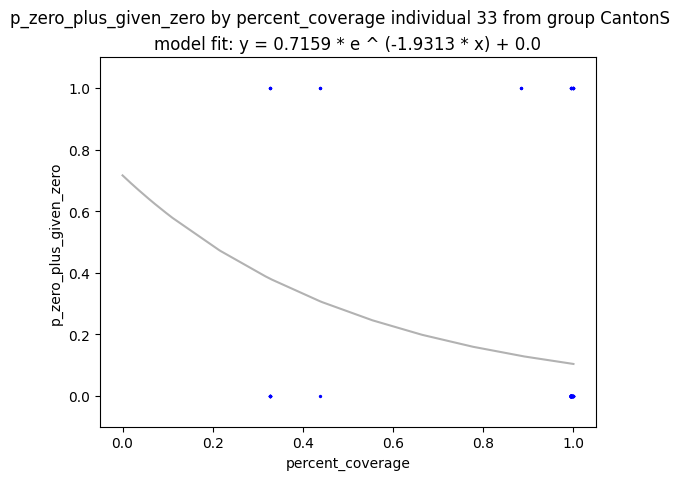 p_zero_plus_given_zero by percent_coverage individual 33 from group CantonS
model fit: y = 0.7159 * e ^ (-1.9313 * x) + 0.0
1.0
0.8
0.6
0.4
0.2
0.0
p_zero_plus_given_zero
0.0 0.2 0.4 0.6 0.8 1.0
percent_coverage